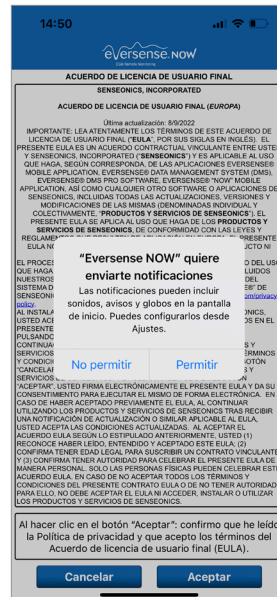 14:50
eversense NOW
CGM Remote Monitoring
ACUERDO DE LICENCIA DE USUARIO FINAL
SENSEONICS, INCORPORATED
ACUERDO DE LICENCIA DE USUARIO FINAL (EUROPA)
Última actualización: 8/9/2022
IMPORTANTE: LEA ATENTAMENTE LOS TÉRMINOS DE ESTE ACUERDO DE
LICENCIA DE USUARIO FINAL ("EULA", POR SUS SIGLAS EN INGLÉS). EL
PRESENTE EULA ES UN ACUERDO CONTRACTUAL VINCULANTE ENTRE USTED
Y SENSEONICS, INCORPORATED ("SENSEONICS") Y ES APLICABLE AL USO
QUE HAGA, SEGÚN CORRESPONDA, DE LAS APLICACIONES EVERSENSE®
MOBILE APPLICATION, EVERSENSE® DATA MANAGEMENT SYSTEM (DMS),
EVERSENSE® DMS PRO SOFTWARE, EVERSENSE® NOW MOBILE
APPLICATION, ASÍ COMO CUALQUIER OTRO SOFTWARE O APLICACIONES DE
SENSEONICS, INCLUIDAS TODAS LAS ACTUALIZACIONES, VERSIONES Y
MODIFICACIONES DE LAS MISMAS (DENOMINADAS INDIVIDUAL Y
COLECTIVAMENTE, "PRODUCTOS Y SERVICIOS DE SENSEONICS"). EL
PRESENTE EULA SE APLICA AL USO QUE HAGA DE LOS PRODUCTOS Y
SERVICIOS DE SENSEONICS, DE CONFORMIDAD CON LAS LEYES Y
"Eversense NOW" quiere
enviarte notificaciones
Las notificaciones pueden incluir
sonidos, avisos y globos en la pantalla
de inicio. Puedes configurarlos desde
Ajustes.
No permitir
Permitir
"ACEPTAR", USTED FIRMA ELECTRÓNICAMENTE EL PRESENTE EULA Y DA SU
CONSENTIMIENTO PARA EJECUTAR EL MISMO DE FORMA ELECTRÓNICA. EN
CASO DE HABER ACEPTADO PREVIAMENTE EL EULA, AL CONTINUAR
UTILIZANDO LOS PRODUCTOS Y SERVICIOS DE SENSEONICS TRAS RECIBIR
UNA NOTIFICACIÓN DE ACTUALIZACIÓN O SIMILAR APLICABLE AL EULA,
USTED ACEPTA LAS CONDICIONES ACTUALIZADAS. AL ACEPTAR EL
ACUERDO EULA SEGÚN LO ESTIPULADO ANTERIORMENTE, USTED (1)
RECONOCE HABER LEÍDO, ENTENDIDO Y ACEPTADO ESTE EULA; (2)
CONFIRMA TENER EDAD LEGAL PARA SUSCRIBIR UN CONTRATO VINCULANTE;
Y (3) CONFIRMA TENER AUTORIDAD PARA CELEBRAR EL PRESENTE EULA DE
MANERA PERSONAL. SOLO LAS PERSONAS FÍSICAS PUEDEN CELEBRAR ESTE
ACUERDO EULA. EN CASO DE NO ACEPTAR TODOS LOS TÉRMINOS Y
CONDICIONES DEL PRESENTE CONTRATO EULA O DE NO TENER AUTORIDAD
PARA ELLO, NO DEBE ACEPTAR EL EULA NI ACCEDER, INSTALAR O UTILIZAR
LOS PRODUCTOS Y SERVICIOS DE SENSEONICS.
Al hacer clic en el botón "Aceptar": confirmo que he leído
la Política de privacidad y que acepto los términos del
Acuerdo de licencia de usuario final (EULA).
Cancelar
Aceptar